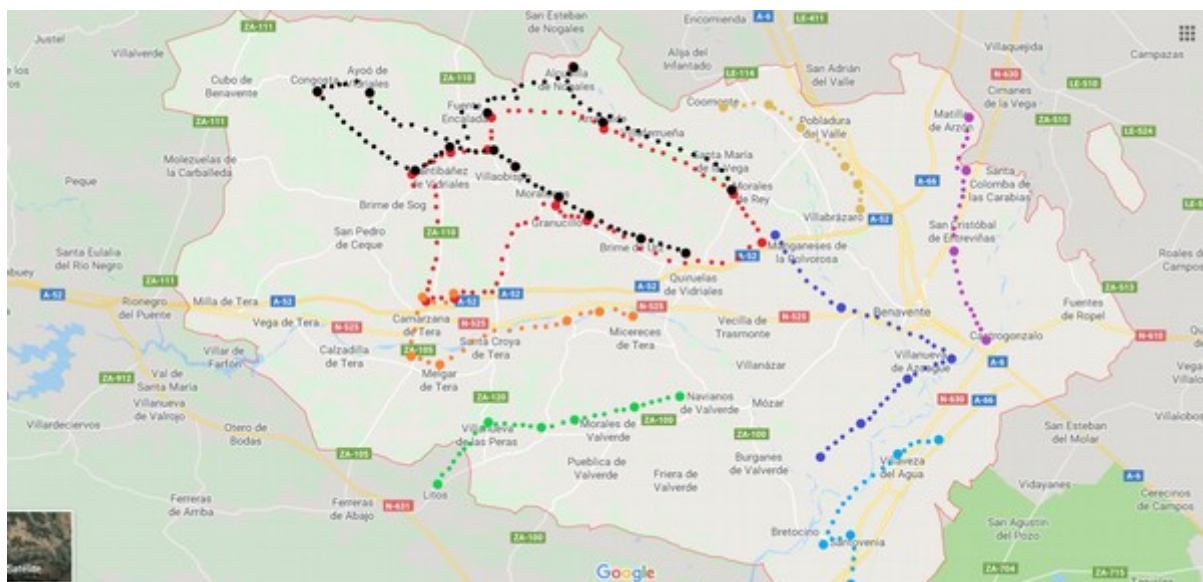 ZA-111
San Esteban
de Nogales
Encomienda
A-6
LE-411
Justel
Villalverde
Alija del
Infantado
Villaquejida
Campazas
Cubo de
Benavente
Congosta
Ayoó de
Vidriales
ZA-110
LE-114
San Adrián
del Valle
N-630
Cimanes
de la Vega
LE-510
Fuente
Encalada
Coomonte
Pobladura
del Valle
Matilla
de Arzón
ZA-510
LE-524
ZA-111
Molezuelas de
la Carballeda
Santibáñez
de Vidriales
Santa María
de la Vega
A-66
Santa
Colomba de
las Carabias
Peque
Morales
de Rey
Brime de Sog
Villabrázaro
A-52
San Cristóbal
de Entreviñas
Granucillo
San Pedro
de Ceque
ZA-110
Brime de Urz
A-52
Manganeses de
la Polvorosa
Santa Eulalia
del Río Negro
ZA-111
Quiruelas de
Vidriales
Roales de
Campos
A-52
Rionegro
del Puente
Milla de Tera
A-52
A-52
A-52
A-52
N-525
Fuentes
de Ropel
ZA-513
Vega de Tera
N-525
Camarzana
de Tera
N-525
Santa Croya
de Tera
Micereces
de Tera
Vecilla de
Trasmonte
N-525
Benavente
Castrogonzalo
N-610
Villar de
Farfón
Calzadilla
de Tera
ZA-105
Melgar
de Tera
Villanázar
Villanueva
de Azoague
A-6
ZA-912
Val de
Santa María
Villanueva
de Valrojo
ZA-120
Navianos
de Valverde
Mózar
N-630
A-66
Villardeciervos
Otero de
Bodas
Villanueva
de las Peras
Morales de
Valverde
ZA-100
ZA-100
San Esteban
del Molar
Villalobos
ZA-105
Pueblica de
Valverde
Burganes
de Valverde
Villaveza
del Agua
A-6
Friera de
Valverde
Vidayanes
Cerecinos
de Campos
Litos
Ferreras
de Arriba
Ferreras
de Abajo
N-631
Bretocino
Santovenia
San Agustín
del Pozo
ZA-100
Satélite
Google
ZA-704
ZA-715